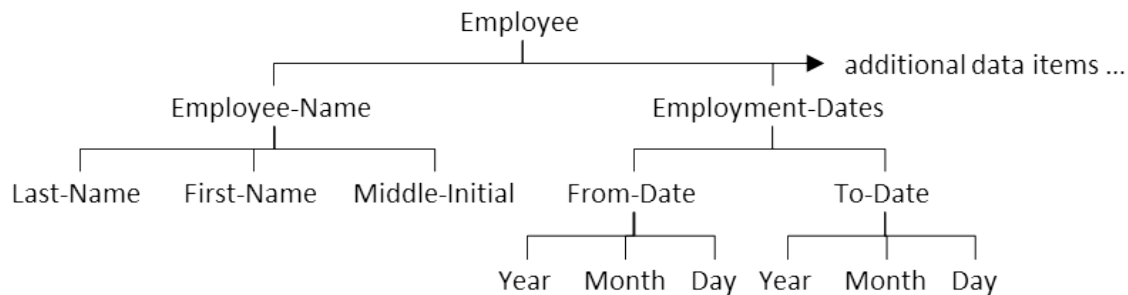 Employee
additional data items ...
Employee-Name Employment-Dates
Last-Name First-Name Middle-Initial From-Date To-Date
Year Month Day Year Month Day